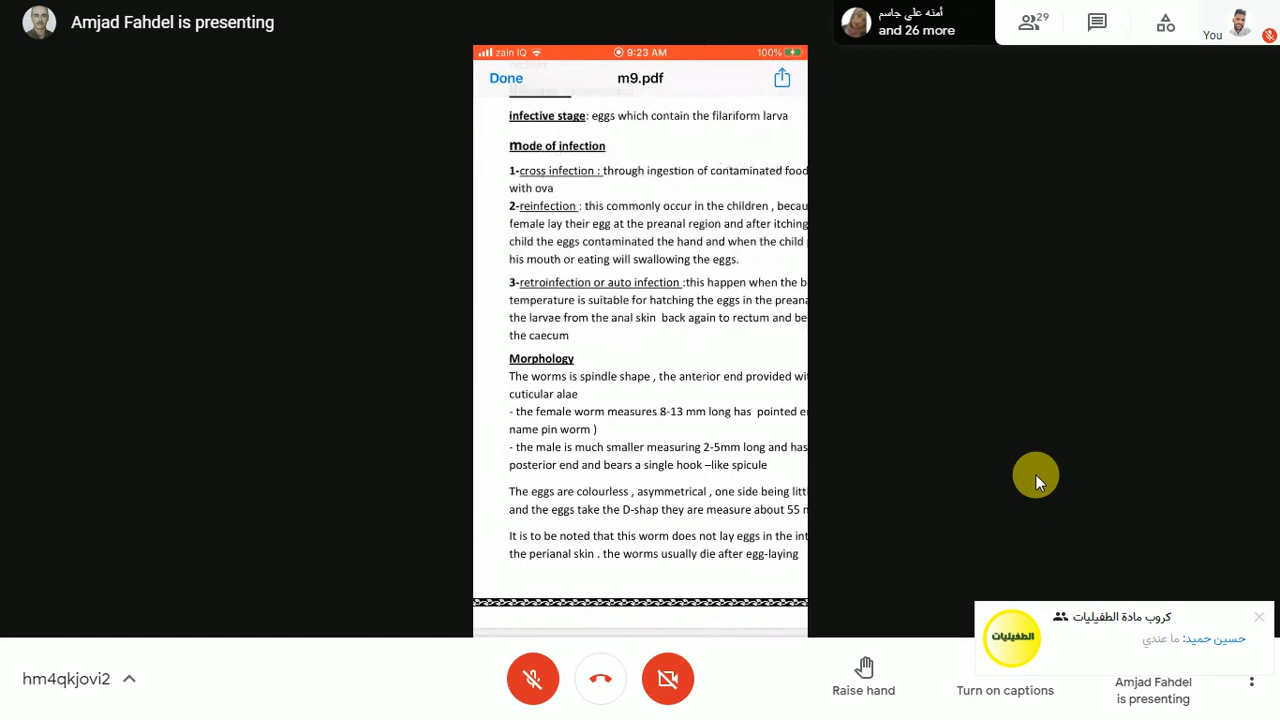 Amjad Fahdel is presenting
أمنه علي جاسم
and 26 more
29
You
zain IQ
9:23 AM
100%
Done
m9.pdf
infective stage: eggs which contain the filariform larva
mode of infection
1-cross infection : through ingestion of contaminated food
with ova
2-reinfection : this commonly occur in the children , becau
female lay their egg at the preanal region and after itching
child the eggs contaminated the hand and when the child
his mouth or eating will swallowing the eggs.
3-retroinfection or auto infection :this happen when the b
temperature is suitable for hatching the eggs in the preana
the larvae from the anal skin back again to rectum and be
the caecum
Morphology
The worms is spindle shape , the anterior end provided wi
cuticular alae
- the female worm measures 8-13 mm long has pointed e
name pin worm )
- the male is much smaller measuring 2-5mm long and has
posterior end and bears a single hook –like spicule
The eggs are colourless , asymmetrical , one side being litt
and the eggs take the D-shap they are measure about 55
It is to be noted that this worm does not lay eggs in the int
the perianal skin . the worms usually die after egg-laying
كروب مادة الطفيليات
حسين حميد: ما عندي
الطفيليات
hm4qkjovi2
Raise hand
Turn on captions
Amjad Fahdel
is presenting